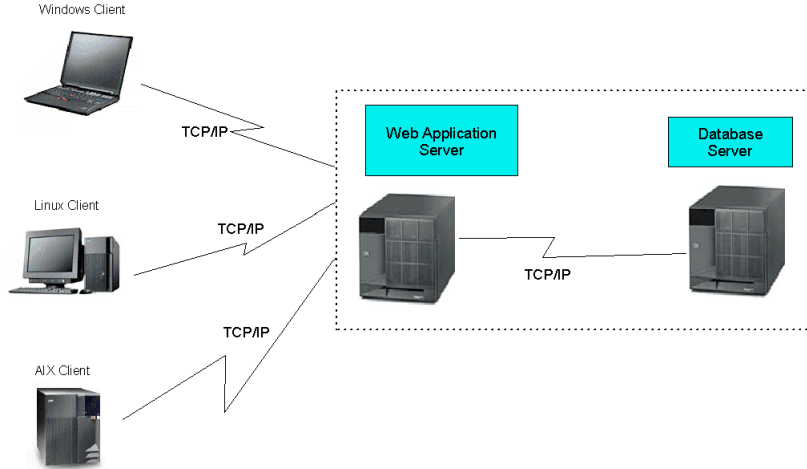 Windows Client
TCP/IP
Web Application
Server
Database
Server
Linux Client
TCP/IP
TCP/IP
TCP/IP
AIX Client